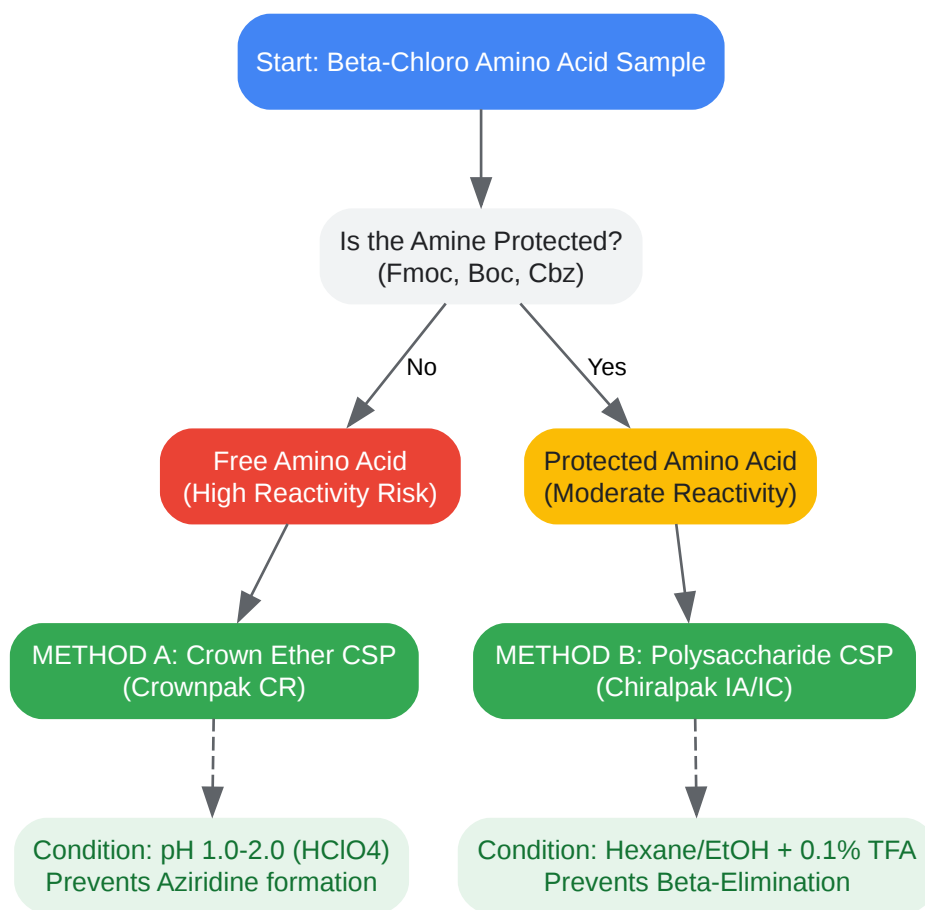 Start: Beta-Chloro Amino Acid Sample
Is the Amine Protected?
(Fmoc, Boc, Cbz)
No
Yes
Free Amino Acid
(High Reactivity Risk)
Protected Amino Acid
(Moderate Reactivity)
METHOD A: Crown Ether CSP
(Crownpak CR)
METHOD B: Polysaccharide CSP
(Chiralpak IA/IC)
Condition: pH 1.0-2.0 (HClO4)
Prevents Aziridine formation
Condition: Hexane/EtOH + 0.1% TFA
Prevents Beta-Elimination